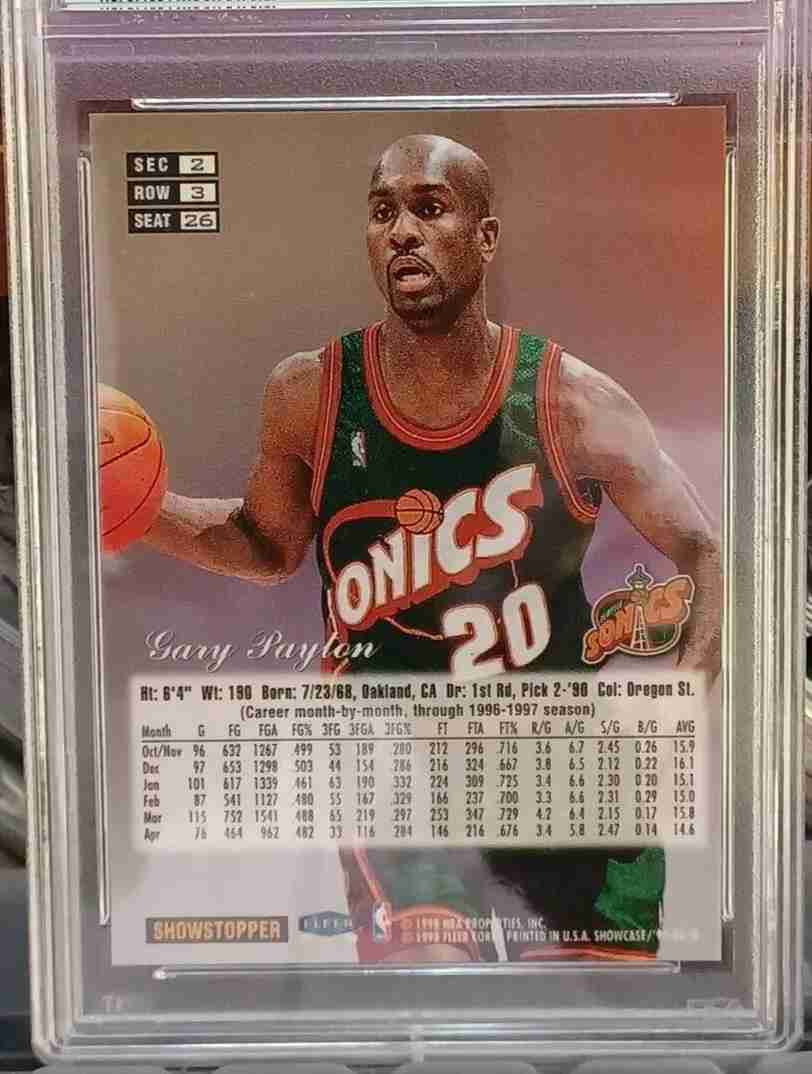 SEC 2
ROW 3
SEAT 26
SONICS
20
SONICS
Gary Payton
Ht: 6'4" Wt: 190 Born: 7/23/68, Oakland, CA Dr: 1st Rd, Pick 2-'90 Col: Oregon St.
(Career month-by-month, through 1996-1997 season)
Month G FG FGA FG% 3FG 3FGA 3FG% FT FTA FT% R/G A/G S/G B/G AVG
Oct/Nov 96 632 1267 .499 53 189 .280 212 296 .716 3.6 6.7 2.45 0.26 15.9
Dec 97 653 1298 .503 44 154 .286 216 324 .667 3.8 6.5 2.12 0.22 16.1
Jan 101 617 1339 .461 63 190 .332 224 309 .725 3.4 6.6 2.30 0.20 15.1
Feb 87 541 1127 .480 55 167 .329 166 237 .700 3.3 6.6 2.31 0.29 15.0
Mar 115 752 1541 .488 65 219 .297 253 347 .729 4.2 6.4 2.15 0.17 15.8
Apr 76 464 962 .482 33 116 .284 146 216 .676 3.4 5.8 2.47 0.14 14.6
SHOWSTOPPER FLEER
© 1998 NBA PROPERTIES, INC.
© 1998 FLEER CORP. PRINTED IN U.S.A. SHOWCASE/